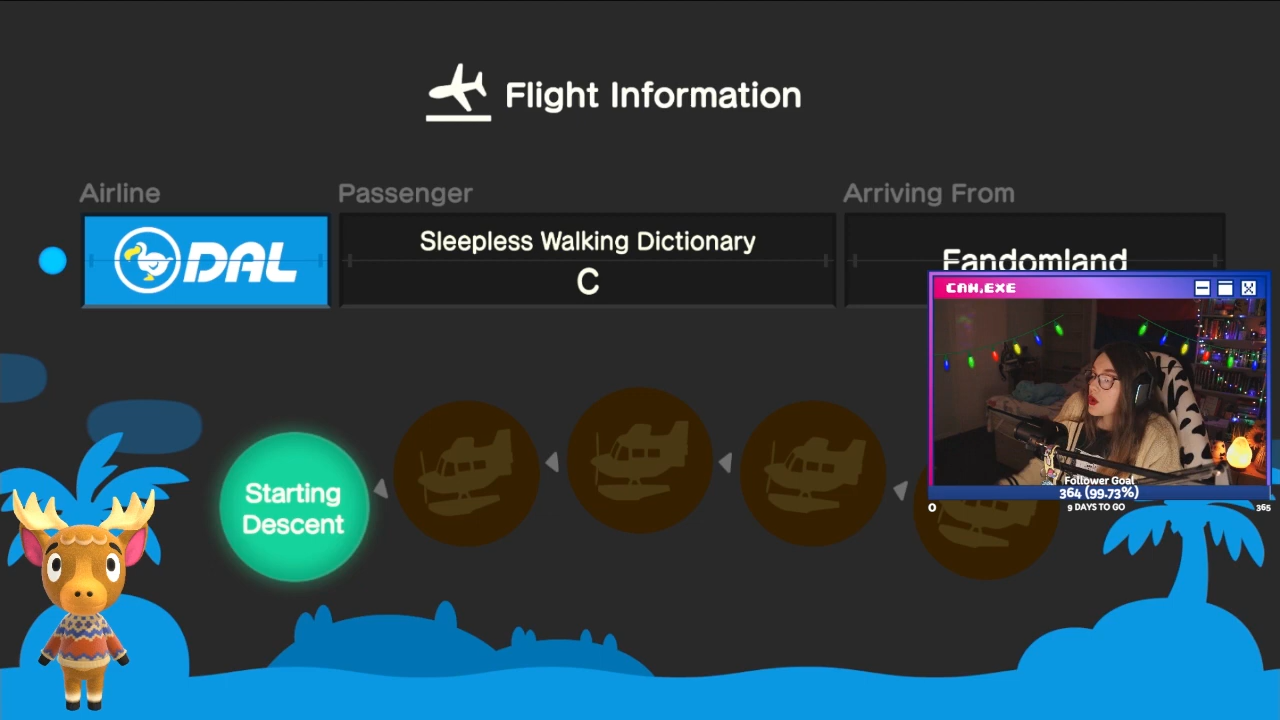 Flight Information
Airline
Passenger
Arriving From
DAL
Sleepless Walking Dictionary
C
Fandomland
CAH.EXE
Starting
Descent
Follower Goal
364 (99.73%)
0
9 DAYS TO GO
365